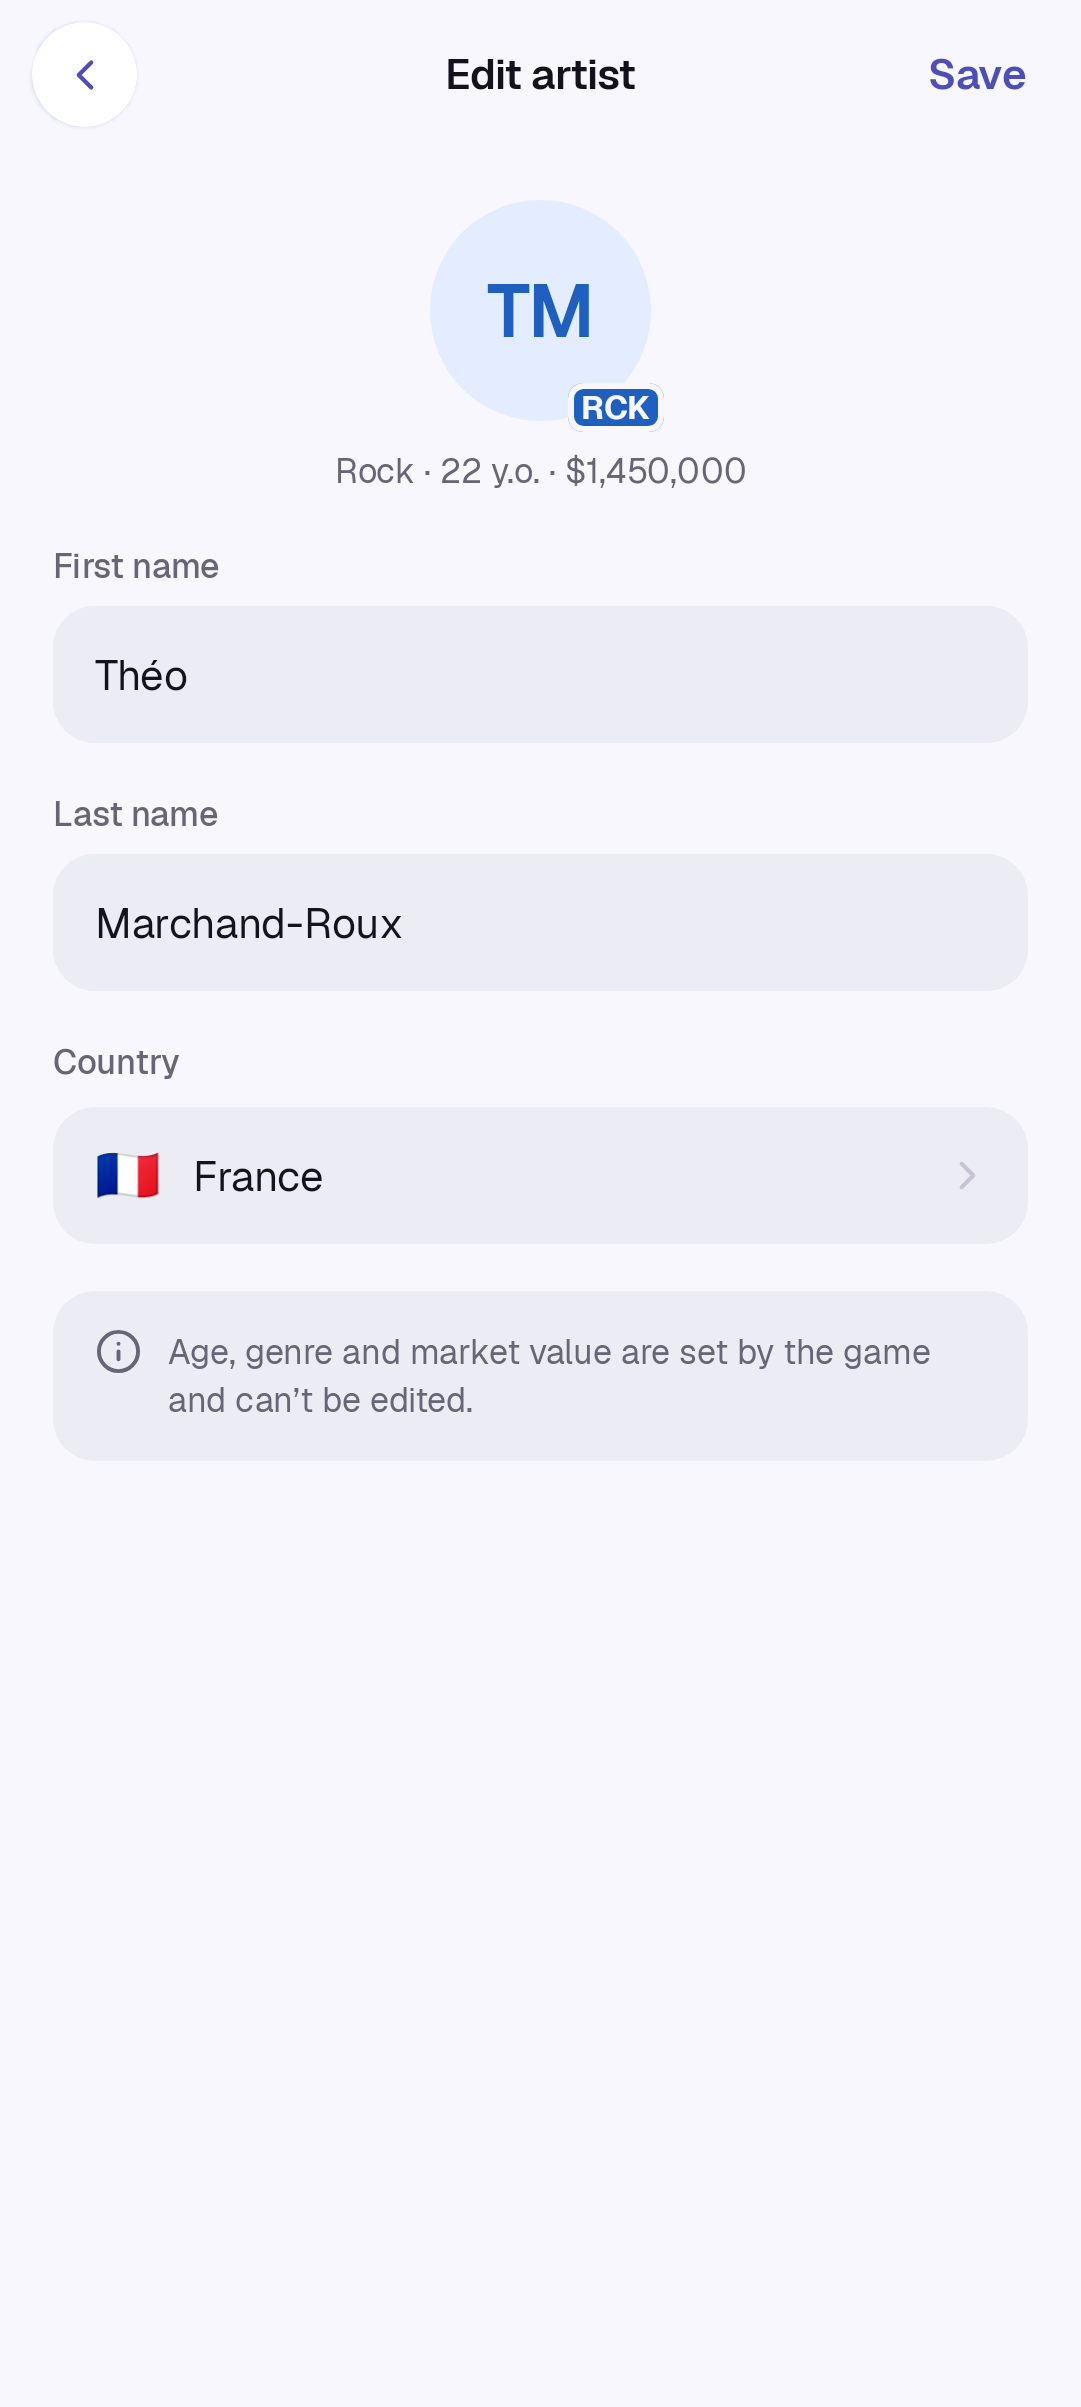 Edit artist
Save
TM
RCK
Rock · 22 y.o. · $1,450,000
First name
Théo
Last name
Marchand-Roux
Country
🇫🇷 France
Age, genre and market value are set by the game
and can’t be edited.